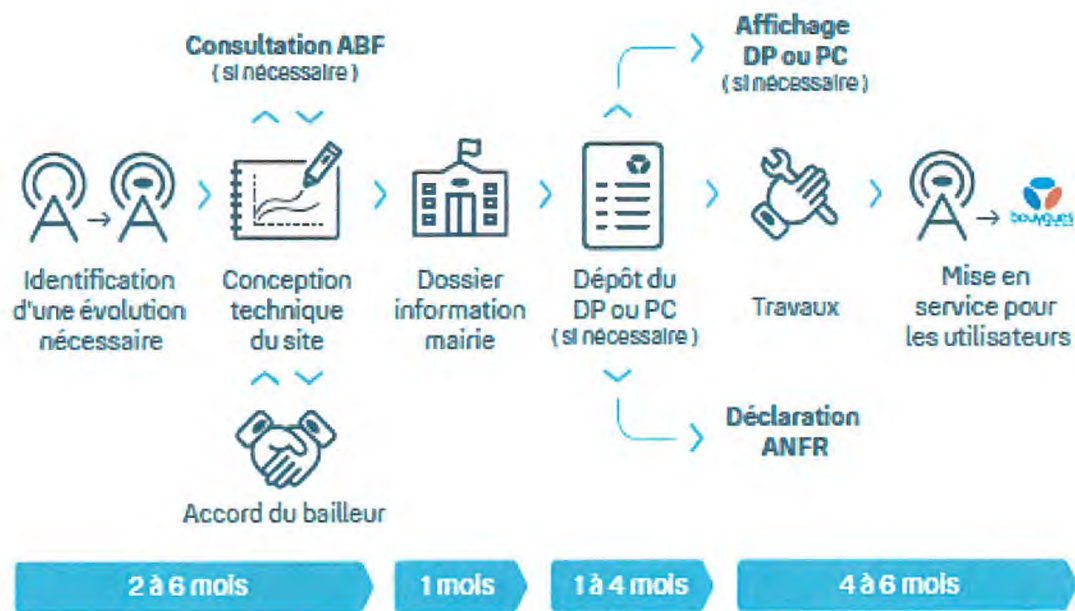 Consultation ABF
( si nécessaire )
Affichage
DP ou PC
( si nécessaire )
bouygues
Identification
d'une évolution
nécessaire
Conception
technique
du site
Dossier
information
mairie
Dépôt du
DP ou PC
( si nécessaire )
Travaux
Mise en
service pour
les utilisateurs
Déclaration
ANFR
Accord du bailleur
2 à 6 mois
1 mois
1 à 4 mois
4 à 6 mois